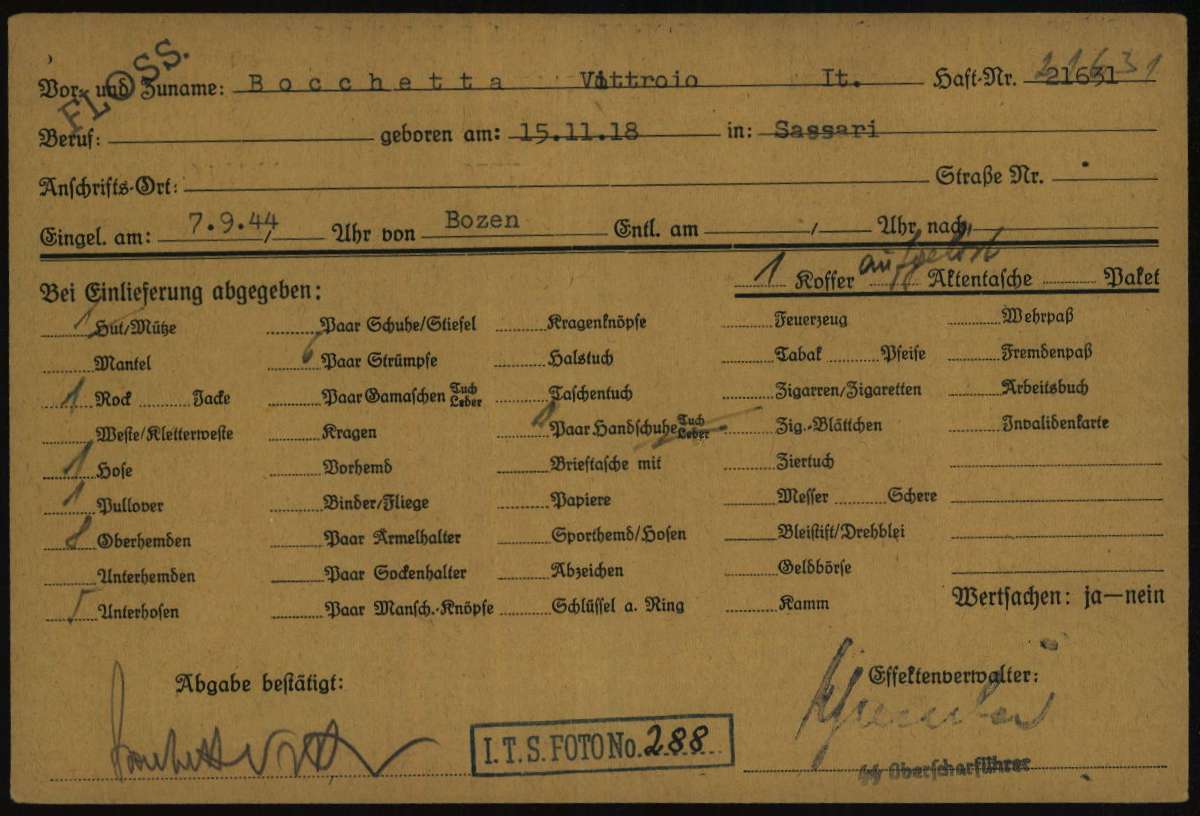 FLOSS.
Vor- und Zuname: Bocchetta Vittroio It. Haft-Nr. 21631 21631
Beruf: geboren am: 15.11.18 in: Sassari
Anschrifts-Ort: Straße Nr.
Eingel. am: 7.9.44 / Uhr von Bozen Entl. am / Uhr nach
Bei Einlieferung abgegeben: 1 Koffer aufgelöst Aktentasche Paket
1 Hut/Mütze Paar Schuhe/Stiefel Kragenknöpfe Feuerzeug Wehrpaß
Mantel 6 Paar Strümpfe Halstuch Tabak Pfeife Fremdenpaß
1 Rock Jacke Paar Gamaschen Tuch Leder Taschentuch Zigarren/Zigaretten Arbeitsbuch
Weste/Kletterweste Kragen Paar Handschuhe Tuch Leder Zig.-Blättchen Invalidenkarte
1 Hose Vorhemd Brieftasche mit Ziertuch
1 Pullover Binder/Fliege Papiere Messer Schere
8 Oberhemden Paar Ärmelhalter Sporthemd/Hosen Bleistift/Drehblei
Unterhemden Paar Sockenhalter Abzeichen Geldbörse
5 Unterhosen Paar Mansch.-Knöpfe Schlüssel a. Ring Kamm Wertsachen: ja—nein
Abgabe bestätigt: Effektenverwalter:
I.T.S. FOTO No. 288
SS Oberscharführer